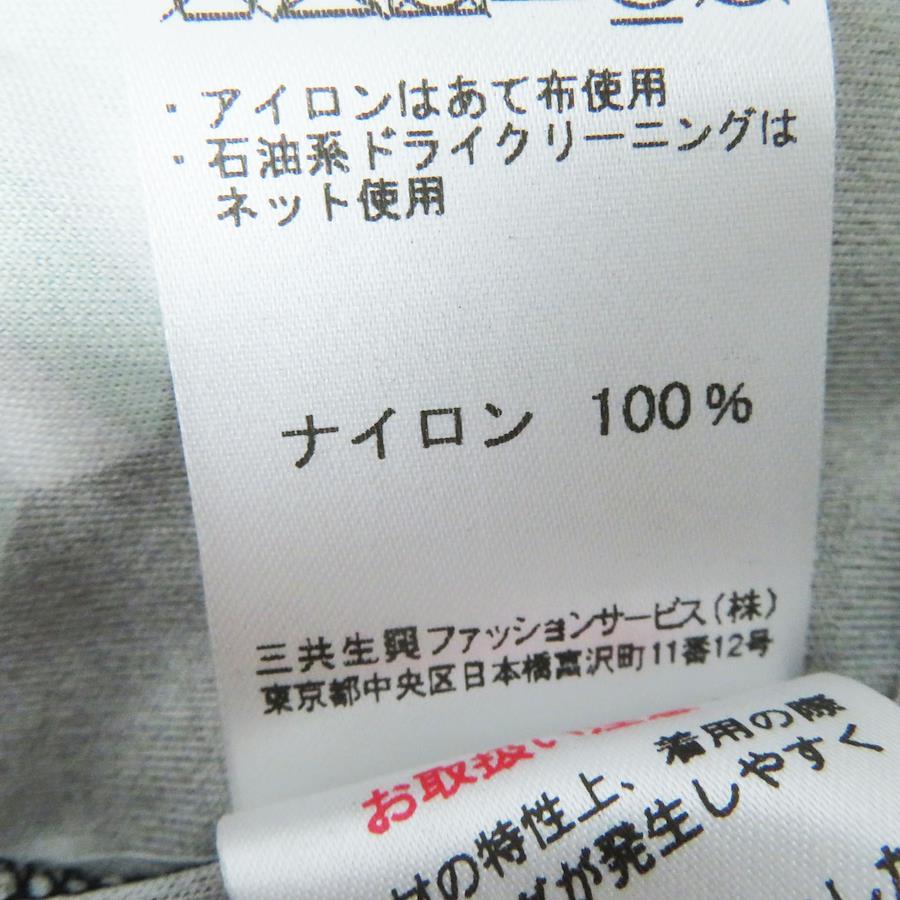 ・アイロンはあて布使用
・石油系ドライクリーニングは
ネット使用
ナイロン 100%
三共生興ファッションサービス(株)
東京都中央区日本橋富沢町11番12号
お取扱い
の特性上、着用の際
が発生しやすく